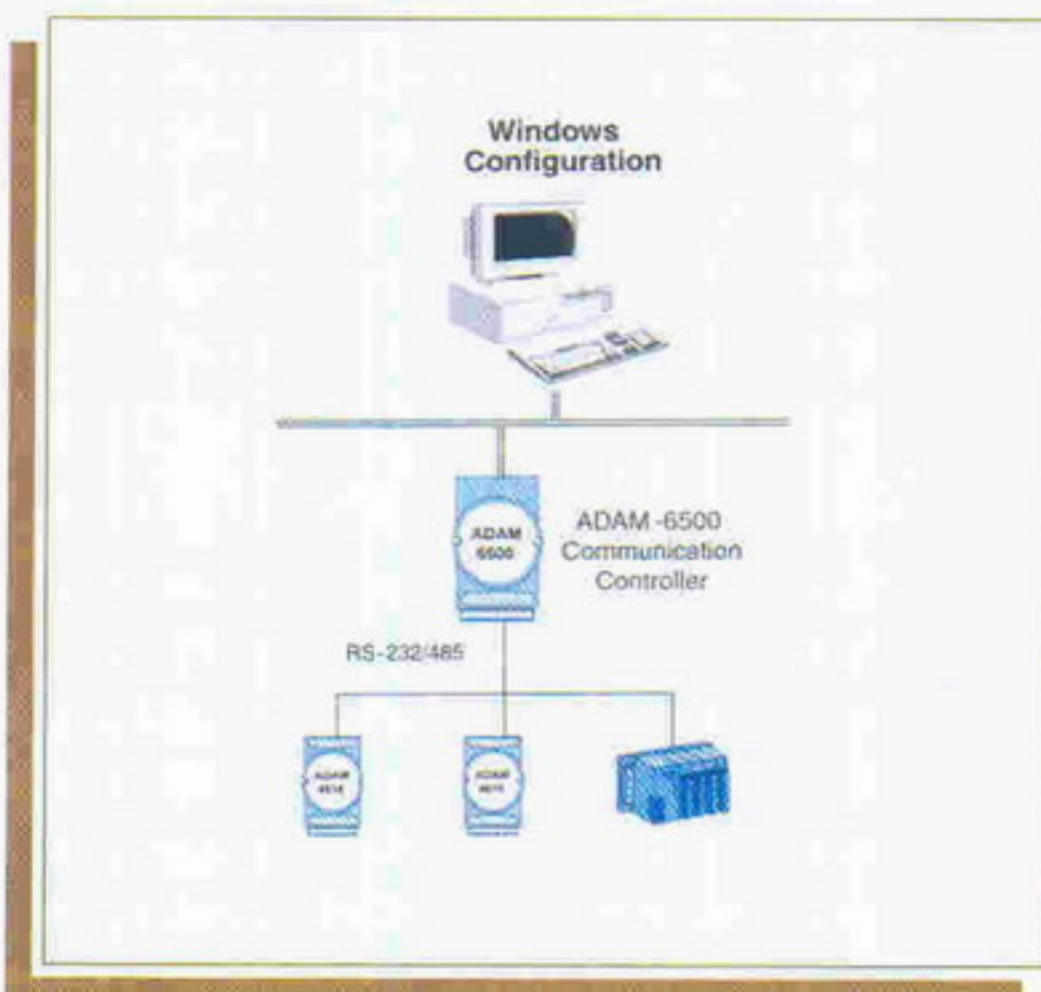 Windows
Configuration
ADAM
6500
ADAM-6500
Communication
Controller
RS-232/485
ADAM
ADAM